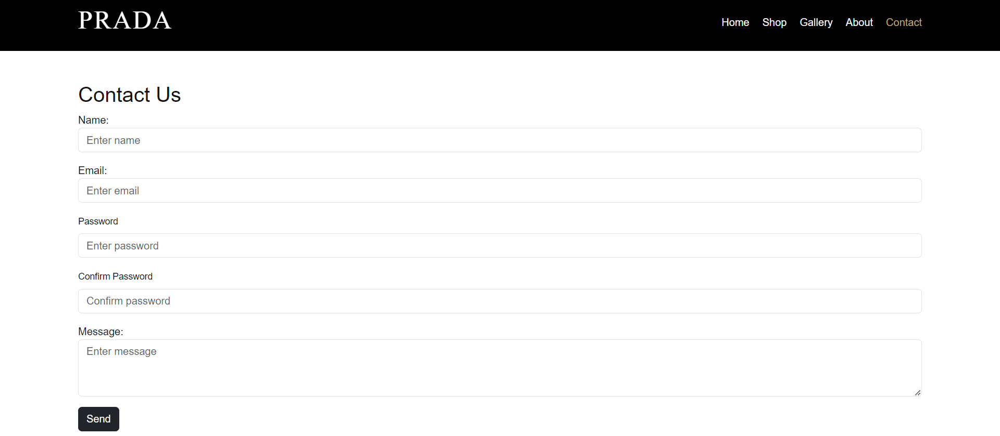 PRADA
Home Shop Gallery About Contact
Contact Us
Name:
Enter name
Email:
Enter email
Password
Enter password
Confirm Password
Confirm password
Message:
Enter message
Send